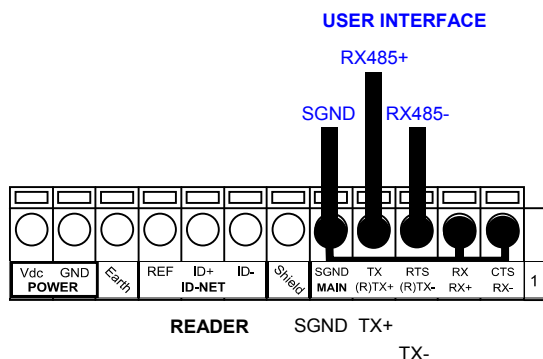 USER INTERFACE
RX485+
SGND RX485-
Vdc GND Earth REF ID+ ID- Shield SGND TX RTS RX CTS 1
POWER ID-NET MAIN (R)TX+ (R)TX- RX+ RX-
READER SGND TX+
TX-